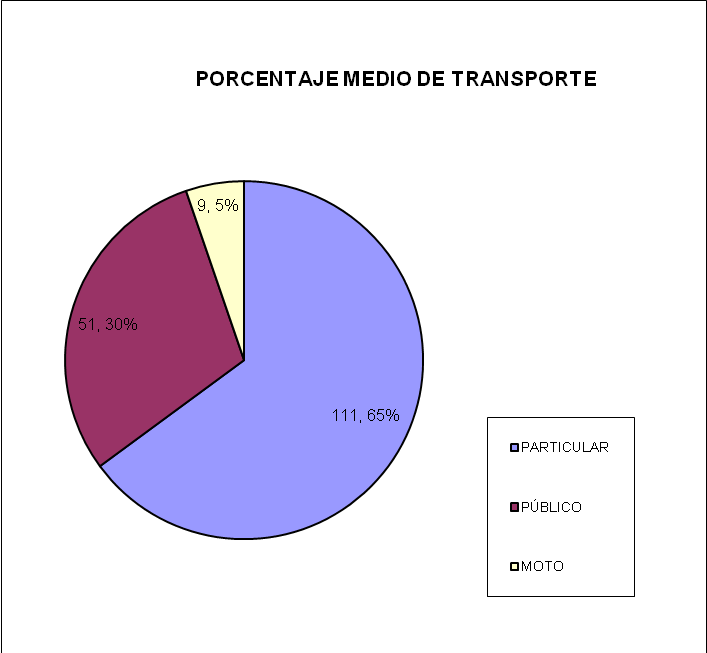 PORCENTAJE MEDIO DE TRANSPORTE
9, 5%
51, 30%
111, 65%
PARTICULAR
PÚBLICO
MOTO